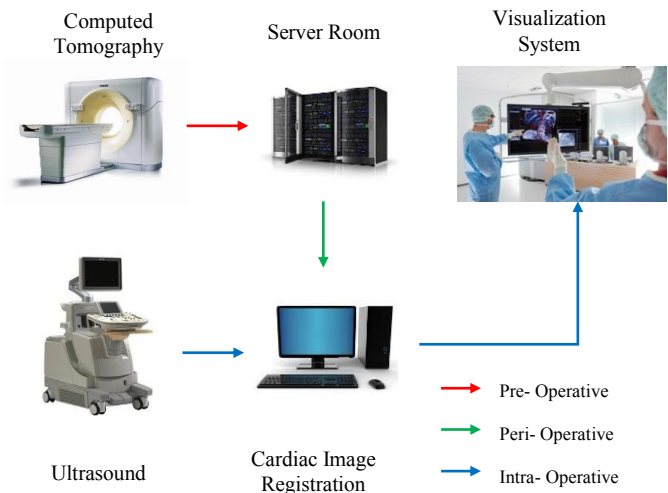 Computed
Tomography
Server Room
Visualization
System
Ultrasound
Cardiac Image
Registration
Pre- Operative
Peri- Operative
Intra- Operative